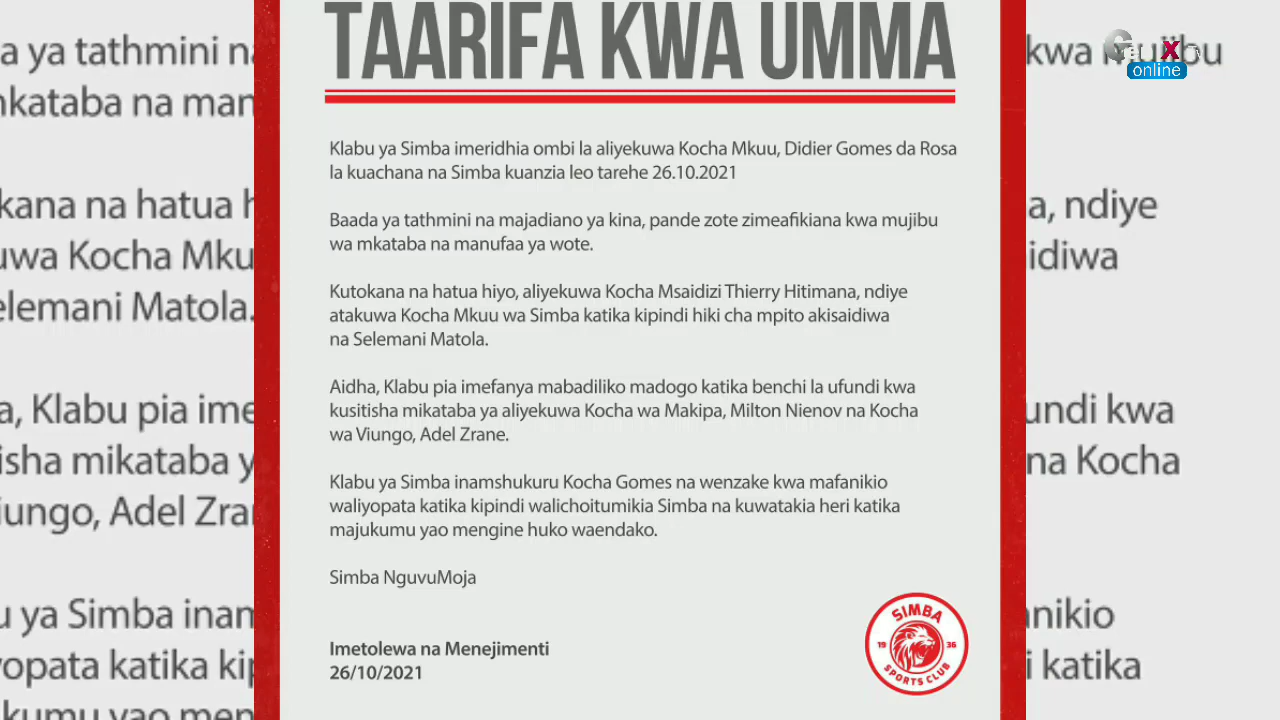 TAARIFA KWA UMMA
online
Klabu ya Simba imeridhia ombi la aliyekuwa Kocha Mkuu, Didier Gomes da Rosa
la kuachana na Simba kuanzia leo tarehe 26.10.2021
Baada ya tathmini na majadiano ya kina, pande zote zimeafikiana kwa mujibu
wa mkataba na manufaa ya wote.
Kutokana na hatua hiyo, aliyekuwa Kocha Msaidizi Thierry Hitimana, ndiye
atakuwa Kocha Mkuu wa Simba katika kipindi hiki cha mpito akisaidiwa
na Selemani Matola.
Aidha, Klabu pia imefanya mabadiliko madogo katika benchi la ufundi kwa
kusitisha mikataba ya aliyekuwa Kocha wa Makipa, Milton Nienov na Kocha
wa Viungo, Adel Zrane.
Klabu ya Simba inamshukuru Kocha Gomes na wenzake kwa mafanikio
waliyopata katika kipindi walichoitumikia Simba na kuwatakia heri katika
majukumu yao mengine huko waendako.
Simba NguvuMoja
Imetolewa na Menejimenti
26/10/2021
SIMBA
19 36
SPORTS CLUB